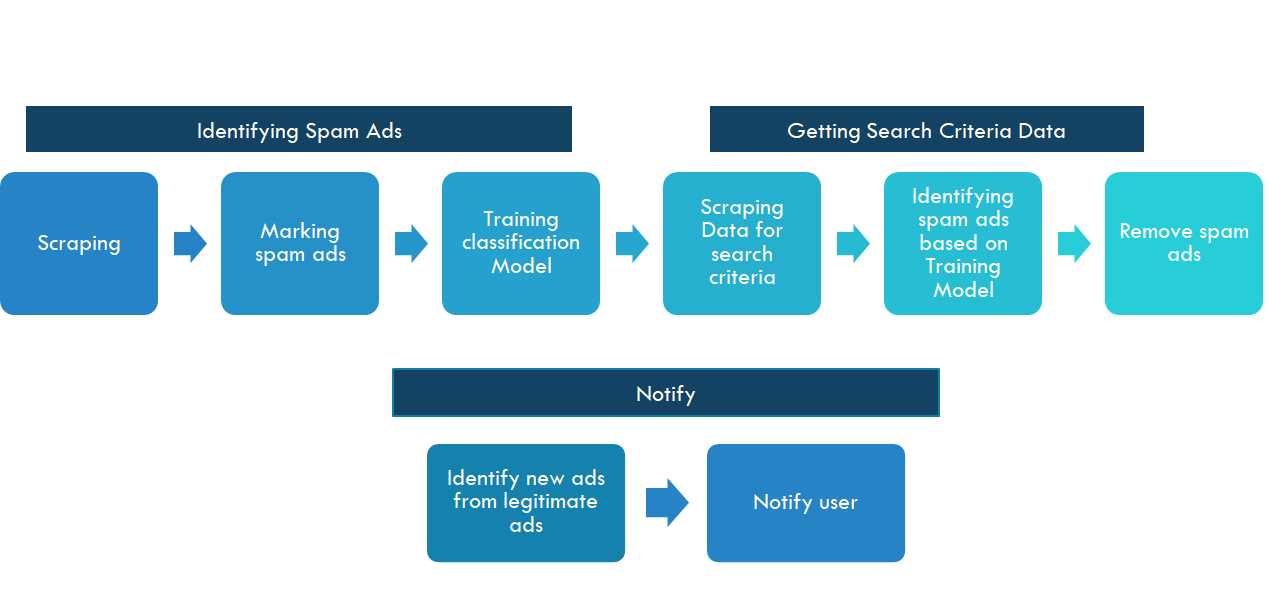 Identifying Spam Ads
Getting Search Criteria Data
Scraping
Marking
spam ads
Training
classification
Model
Scraping
Data for
search
criteria
Identifying
spam ads
based on
Training
Model
Remove spam
ads
Notify
Identify new ads
from legitimate
ads
Notify user